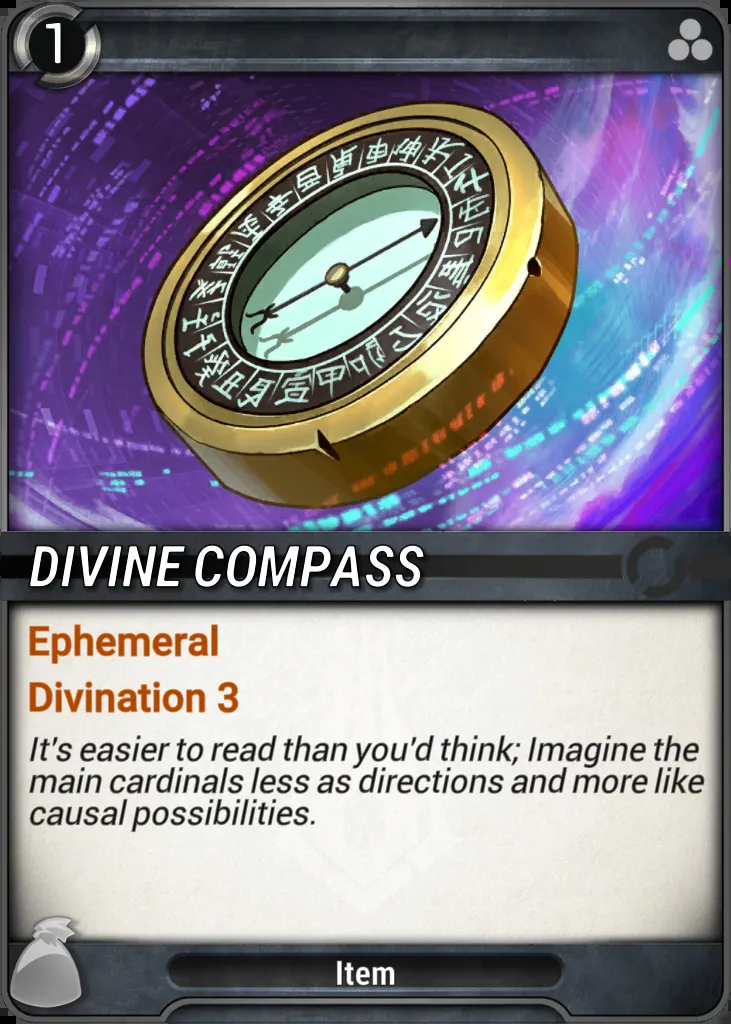 1
DIVINE COMPASS
Ephemeral
Divination 3
It's easier to read than you'd think; Imagine the
main cardinals less as directions and more like
causal possibilities.
Item